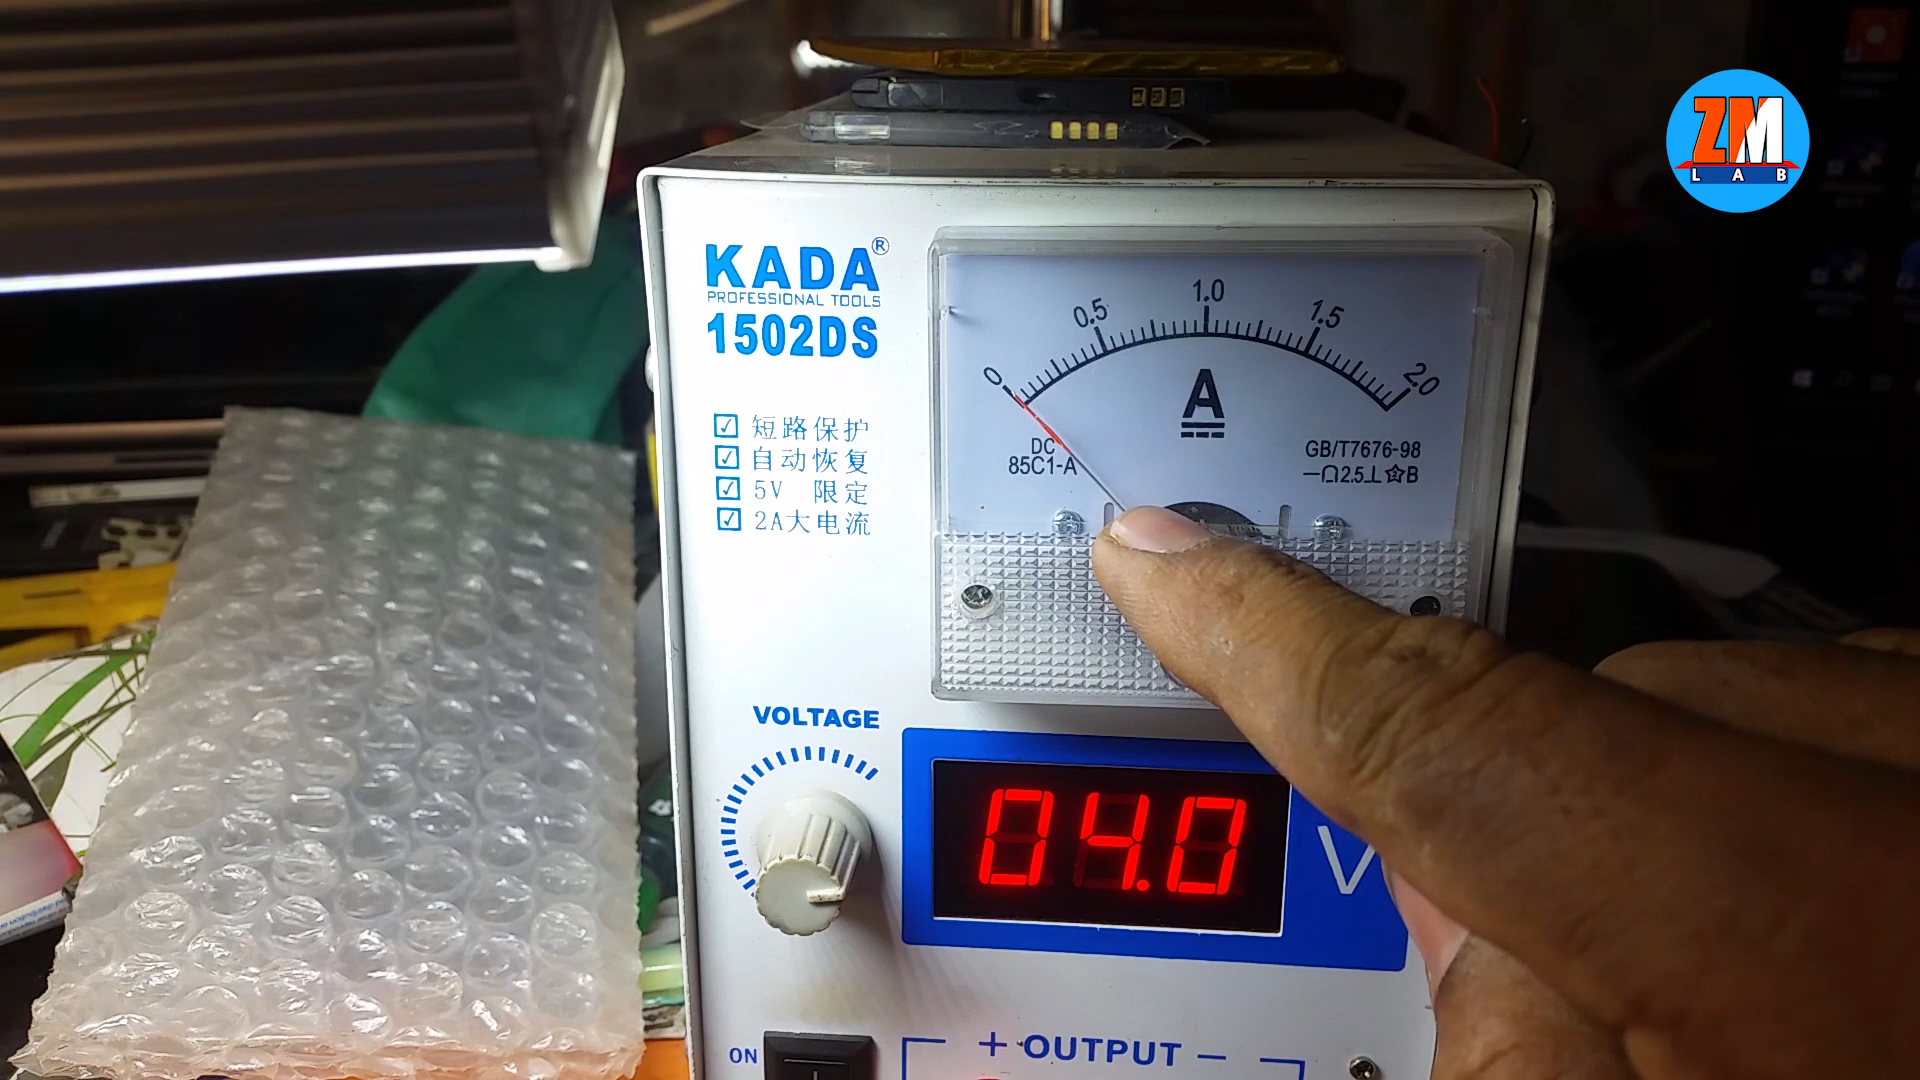 ZM
LAB
KADA®
PROFESSIONAL TOOLS
1502DS
☑ 短路保护
☑ 自动恢复
☑ 5V 限定
☑ 2A大电流
0 0.5 1.0 1.5 2.0
A
DC
85C1-A
GB/T7676-98
2.5 ⊥ ☆ B
VOLTAGE
04.0 V
ON
+ OUTPUT −